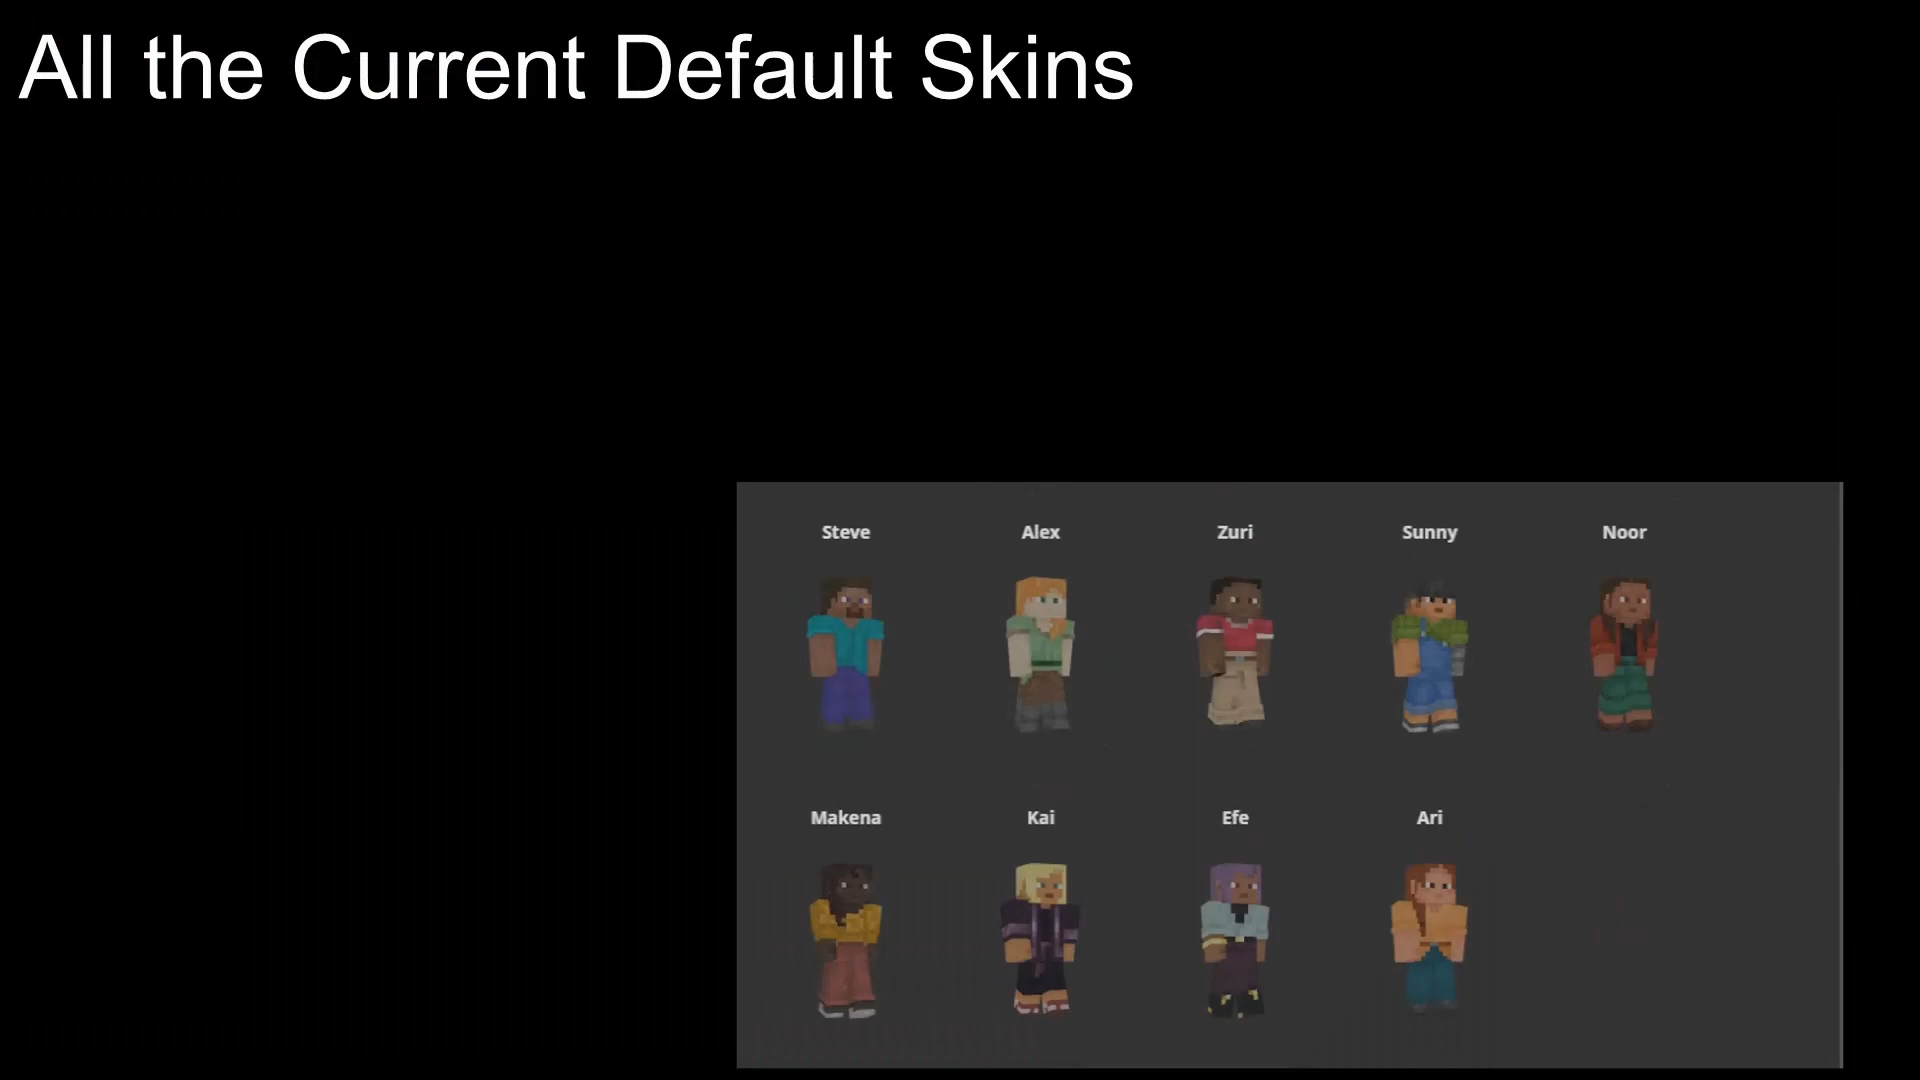 All the Current Default Skins
Steve Alex Zuri Sunny Noor
Makena Kai Efe Ari